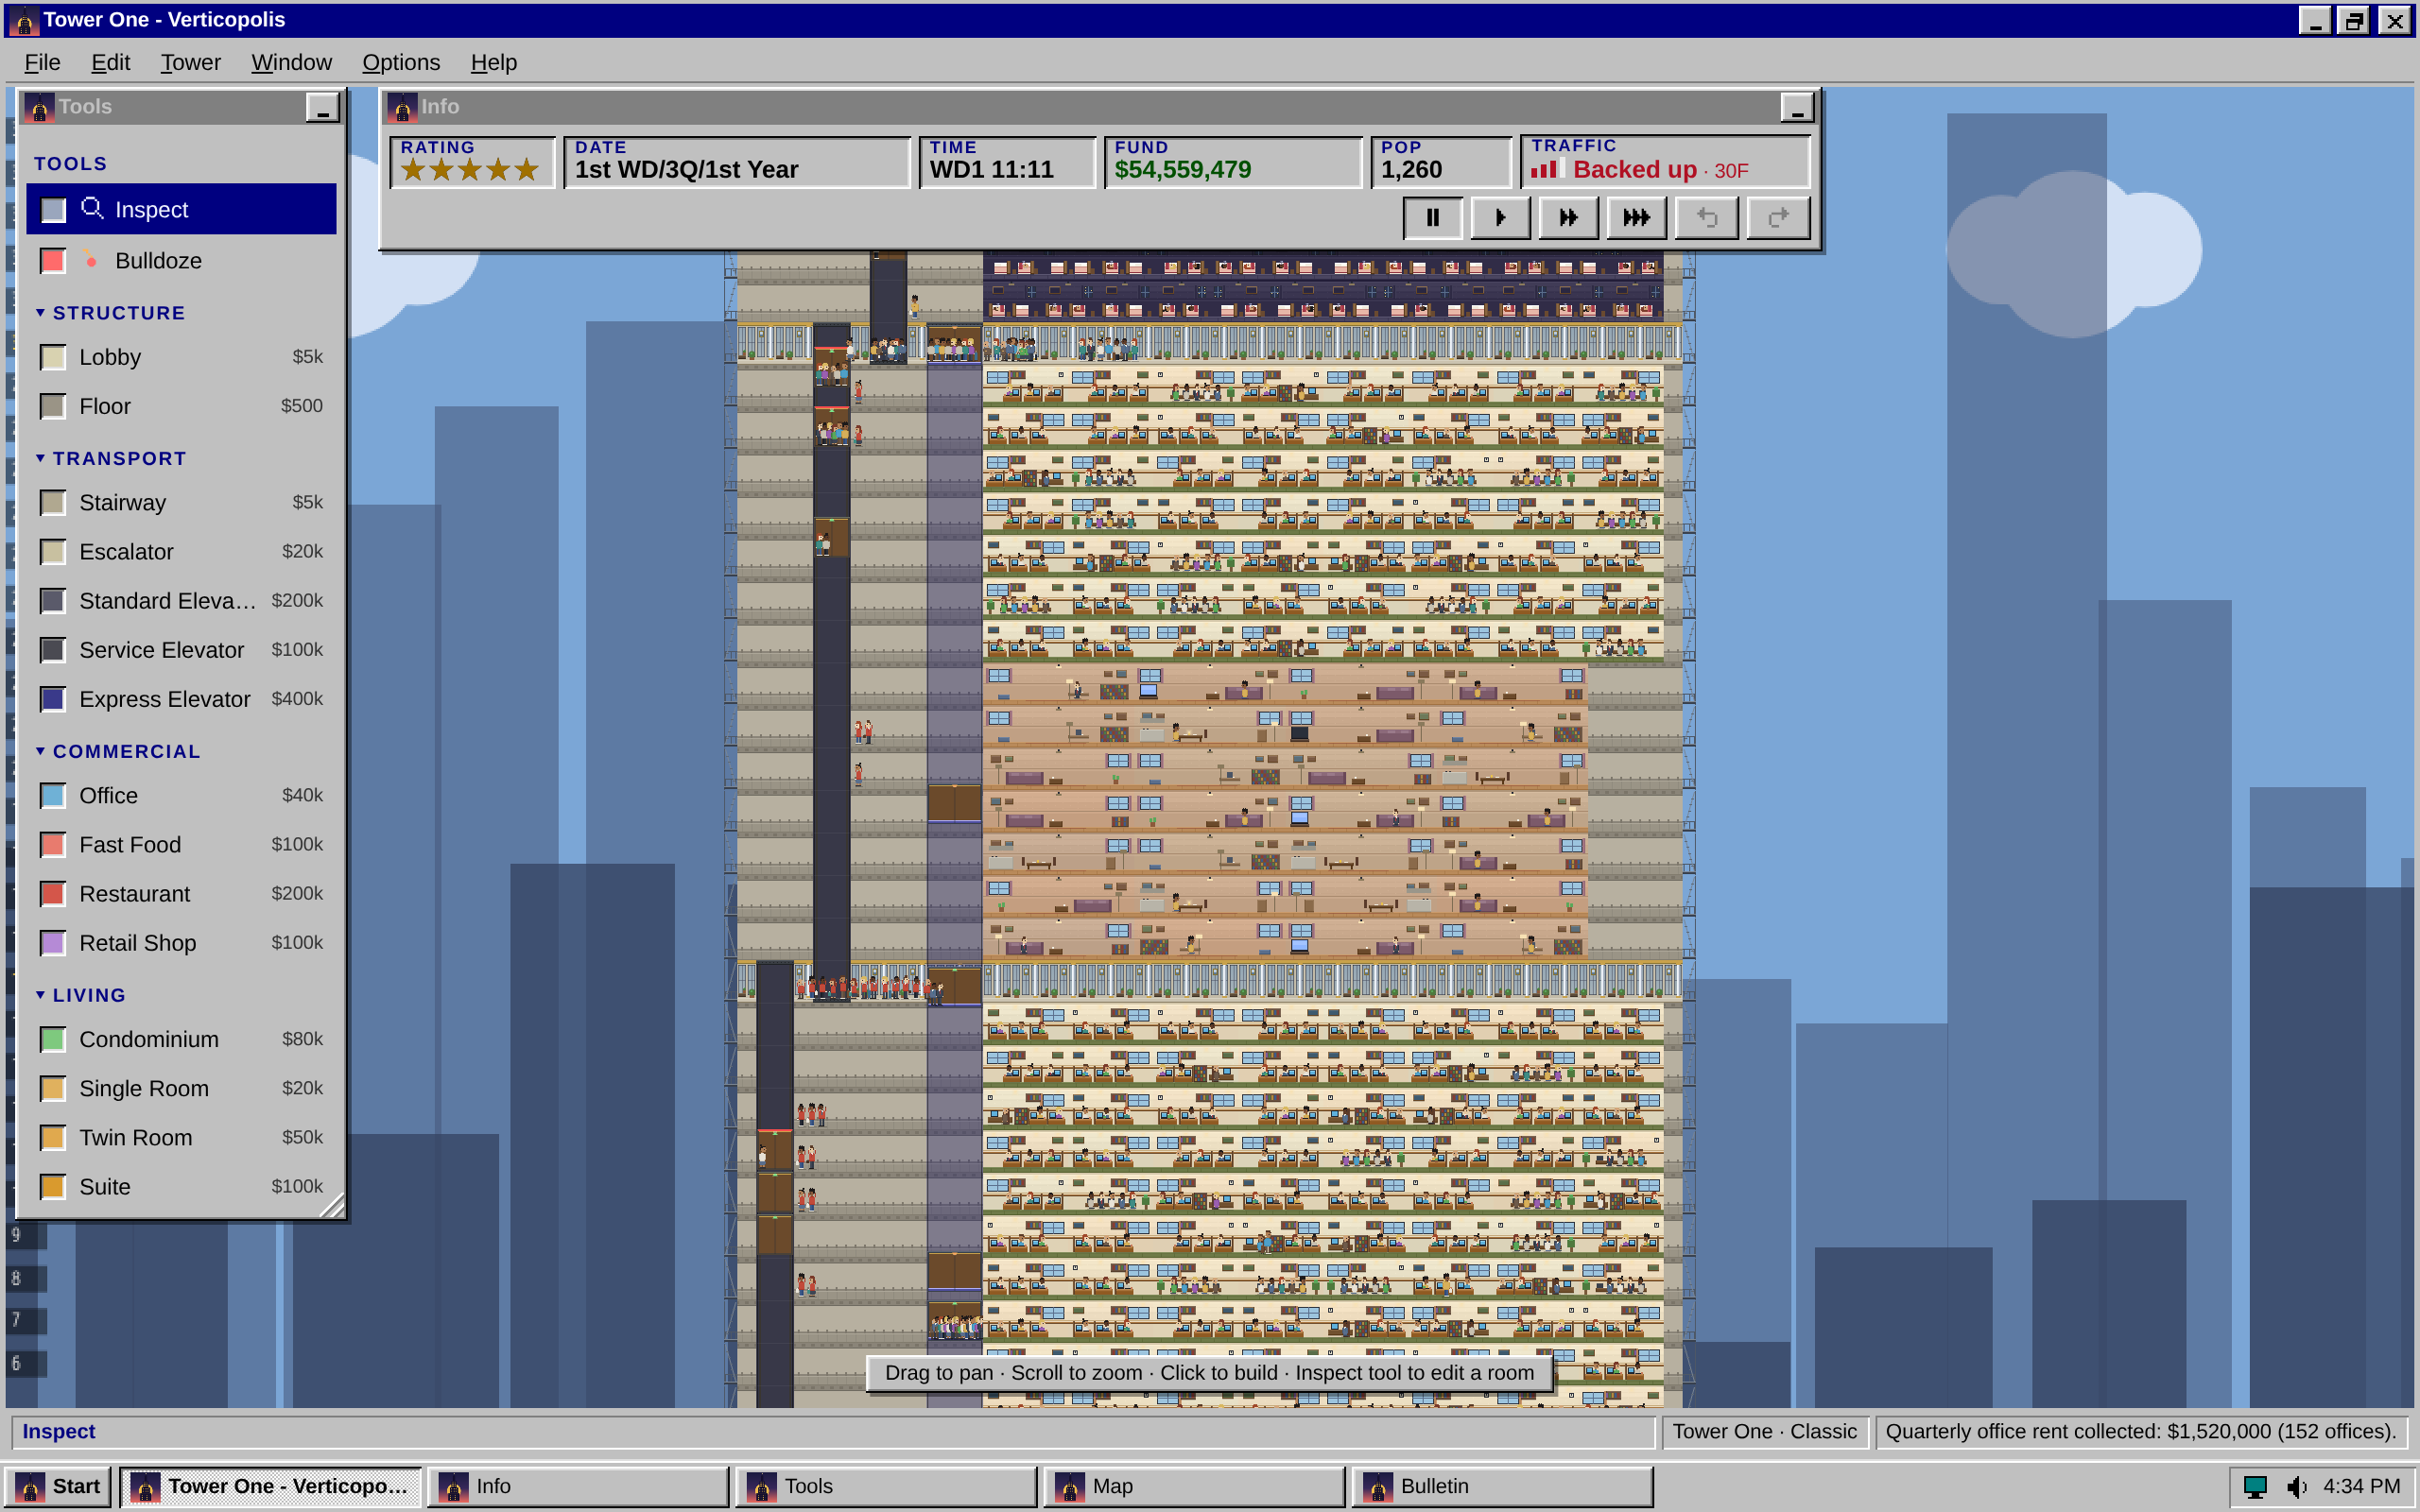 Tower One - Verticopolis
File Edit Tower Window Options Help
Tools
Info
RATING
DATE
1st WD/3Q/1st Year
TIME
WD1 11:11
FUND
$54,559,479
POP
1,260
TRAFFIC
Backed up · 30F
TOOLS
Inspect
Bulldoze
STRUCTURE
Lobby $5k
Floor $500
TRANSPORT
Stairway $5k
Escalator $20k
Standard Eleva… $200k
Service Elevator $100k
Express Elevator $400k
COMMERCIAL
Office $40k
Fast Food $100k
Restaurant $200k
Retail Shop $100k
LIVING
Condominium $80k
Single Room $20k
Twin Room $50k
Suite $100k
9
8
7
6
Drag to pan · Scroll to zoom · Click to build · Inspect tool to edit a room
Inspect
Tower One · Classic
Quarterly office rent collected: $1,520,000 (152 offices).
Start
Tower One - Verticopo…
Info
Tools
Map
Bulletin
4:34 PM